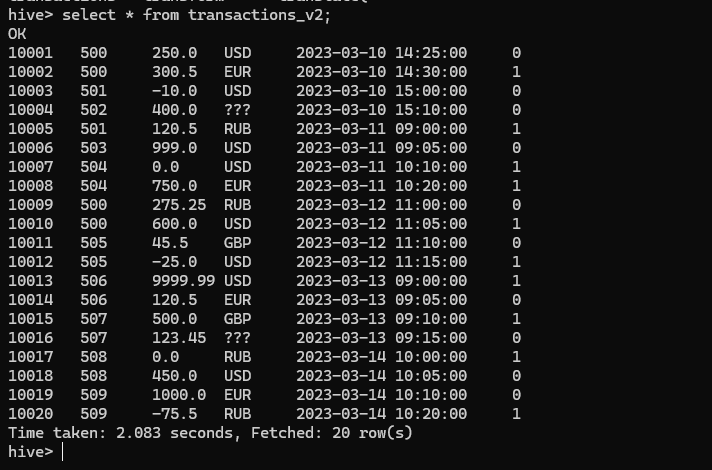 hive> select * from transactions_v2;
OK
10001 500 250.0 USD 2023-03-10 14:25:00 0
10002 500 300.5 EUR 2023-03-10 14:30:00 1
10003 501 -10.0 USD 2023-03-10 15:00:00 0
10004 502 400.0 ??? 2023-03-10 15:10:00 0
10005 501 120.5 RUB 2023-03-11 09:00:00 1
10006 503 999.0 USD 2023-03-11 09:05:00 0
10007 504 0.0 USD 2023-03-11 10:10:00 1
10008 504 750.0 EUR 2023-03-11 10:20:00 1
10009 500 275.25 RUB 2023-03-12 11:00:00 0
10010 500 600.0 USD 2023-03-12 11:05:00 1
10011 505 45.5 GBP 2023-03-12 11:10:00 0
10012 505 -25.0 USD 2023-03-12 11:15:00 1
10013 506 9999.99 USD 2023-03-13 09:00:00 1
10014 506 120.5 EUR 2023-03-13 09:05:00 0
10015 507 500.0 GBP 2023-03-13 09:10:00 1
10016 507 123.45 ??? 2023-03-13 09:15:00 0
10017 508 0.0 RUB 2023-03-14 10:00:00 1
10018 508 450.0 USD 2023-03-14 10:05:00 0
10019 509 1000.0 EUR 2023-03-14 10:10:00 0
10020 509 -75.5 RUB 2023-03-14 10:20:00 1
Time taken: 2.083 seconds, Fetched: 20 row(s)
hive>